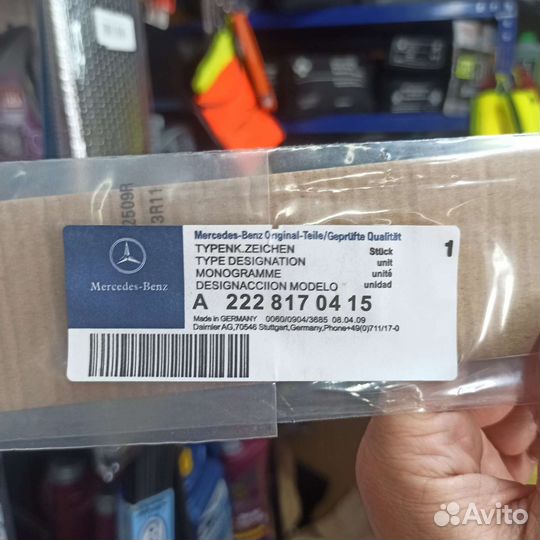 2509R
3R11
Mercedes-Benz Original-Teile/Geprüfte Qualität
TYPENK.ZEICHEN Stück 1
TYPE DESIGNATION unit
MONOGRAMME unité
DESIGNACCIION MODELO unidad
Mercedes-Benz
A 222 817 04 15
Made in GERMANY 0060/0904/3685 08.04.09
Daimler AG,70546 Stuttgart,Germany,Phone+49(0)711/17-0
Avito